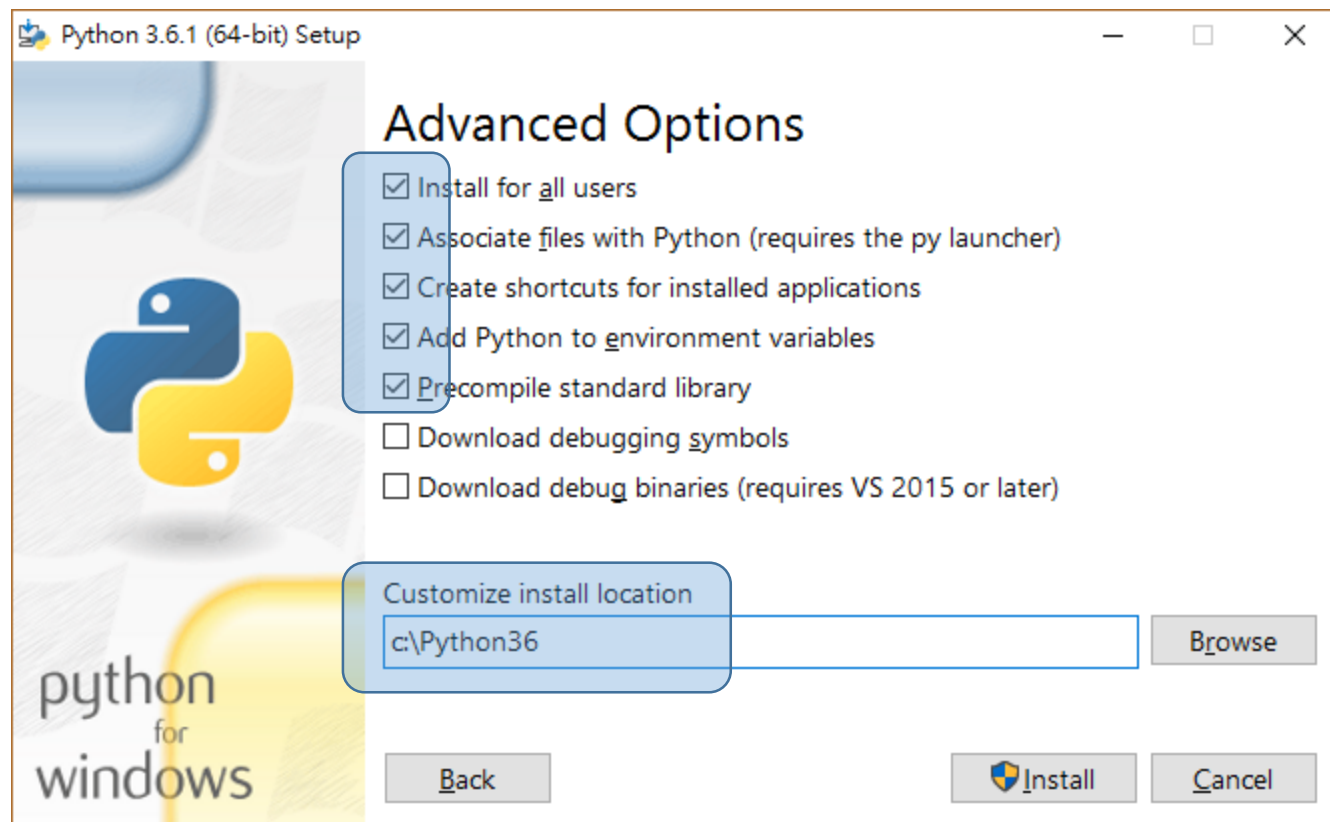 Python 3.6.1 (64-bit) Setup
Advanced Options
Install for all users
Associate files with Python (requires the py launcher)
Create shortcuts for installed applications
Add Python to environment variables
Precompile standard library
Download debugging symbols
Download debug binaries (requires VS 2015 or later)
Customize install location
c:\Python36
Browse
python
for
windows
Back
Install
Cancel